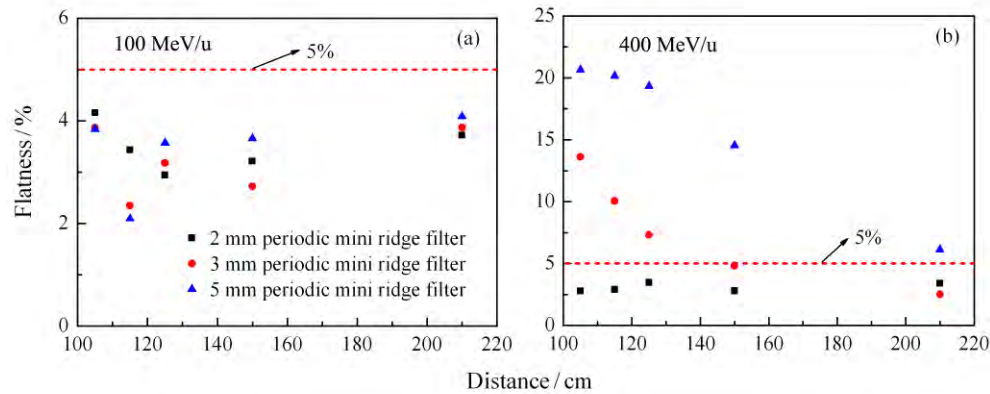 100 MeV/u
(a)
5%
2 mm periodic mini ridge filter
3 mm periodic mini ridge filter
5 mm periodic mini ridge filter
6
4
2
0
100 120 140 160 180 200 220
Flatness / %
400 MeV/u
(b)
5%
25
20
15
10
5
0
100 120 140 160 180 200 220
Distance / cm